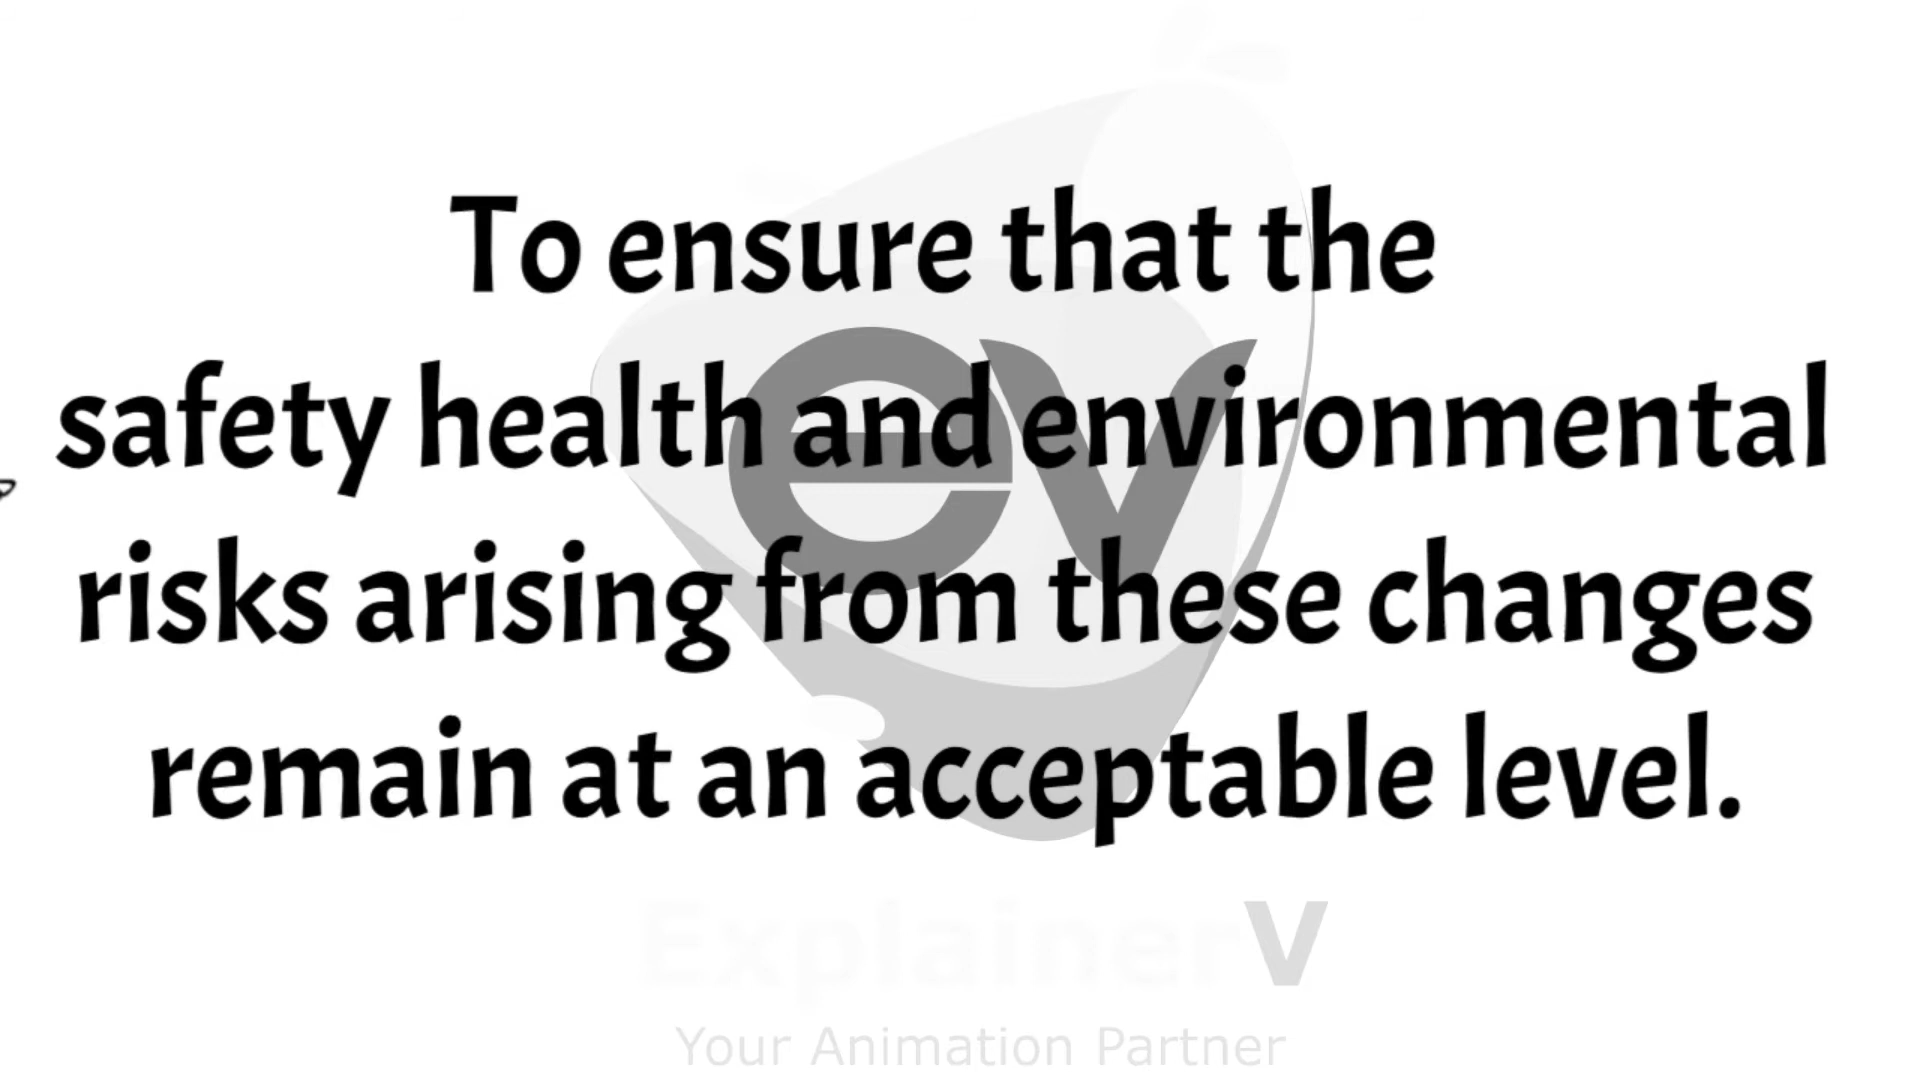 To ensure that the
safety health and environmental
risks arising from these changes
remain at an acceptable level.
ev
ExplainerV
Your Animation Partner